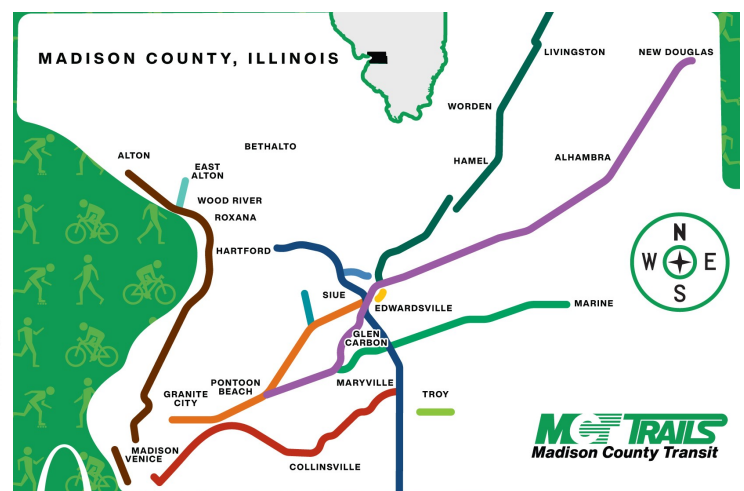 MADISON COUNTY, ILLINOIS
LIVINGSTON
NEW DOUGLAS
WORDEN
BETHALTO
ALTON
HAMEL
ALHAMBRA
EAST
ALTON
WOOD RIVER
ROXANA
HARTFORD
N
W
E
S
SIUE
EDWARDSVILLE
MARINE
GLEN
CARBON
PONTOON
BEACH
MARYVILLE
GRANITE
CITY
TROY
MADISON
VENICE
COLLINSVILLE
MCT TRAILS
Madison County Transit